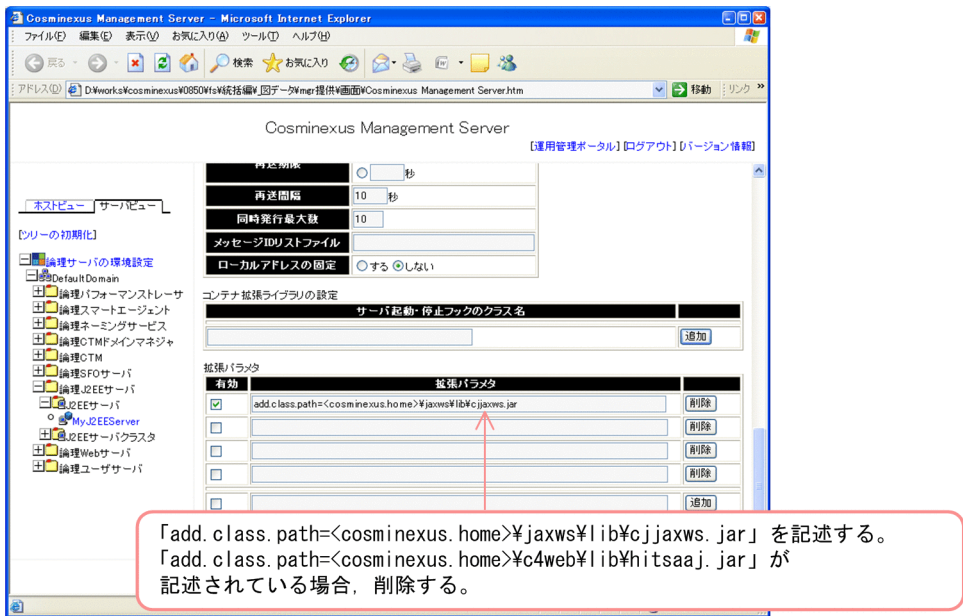 Cosminexus Management Server - Microsoft Internet Explorer
ファイル(F) 編集(E) 表示(V) お気に入り(A) ツール(T) ヘルプ(H)
戻る 検索 お気に入り
アドレス(D) D:¥works¥cosminexus¥0850¥fs¥統括編¥_図データ¥mgr提供¥画面¥Cosminexus Management Server.htm 移動 リンク »
Cosminexus Management Server
[運用管理ポータル] [ログアウト] [バージョン情報]
ホストビュー サーバビュー
[ツリーの初期化]
論理サーバの環境設定
DefaultDomain
論理パフォーマンストレーサ
論理スマートエージェント
論理ネーミングサービス
論理CTMドメインマネジャ
論理CTM
論理SFOサーバ
論理J2EEサーバ
J2EEサーバ
MyJ2EEServer
J2EEサーバクラスタ
論理Webサーバ
論理ユーザサーバ
再送期限 秒
再送間隔 10 秒
同時発行最大数 10
メッセージIDリストファイル
ローカルアドレスの固定 する しない
コンテナ拡張ライブラリの設定
サーバ起動・停止フックのクラス名
追加
拡張パラメタ
有効 拡張パラメタ
add.class.path=<cosminexus.home>¥jaxws¥lib¥cjjaxws.jar 削除
削除
削除
削除
追加
「add.class.path=<cosminexus.home>¥jaxws¥lib¥cjjaxws.jar」を記述する。
「add.class.path=<cosminexus.home>¥c4web¥lib¥hitsaaj.jar」が
記述されている場合，削除する。